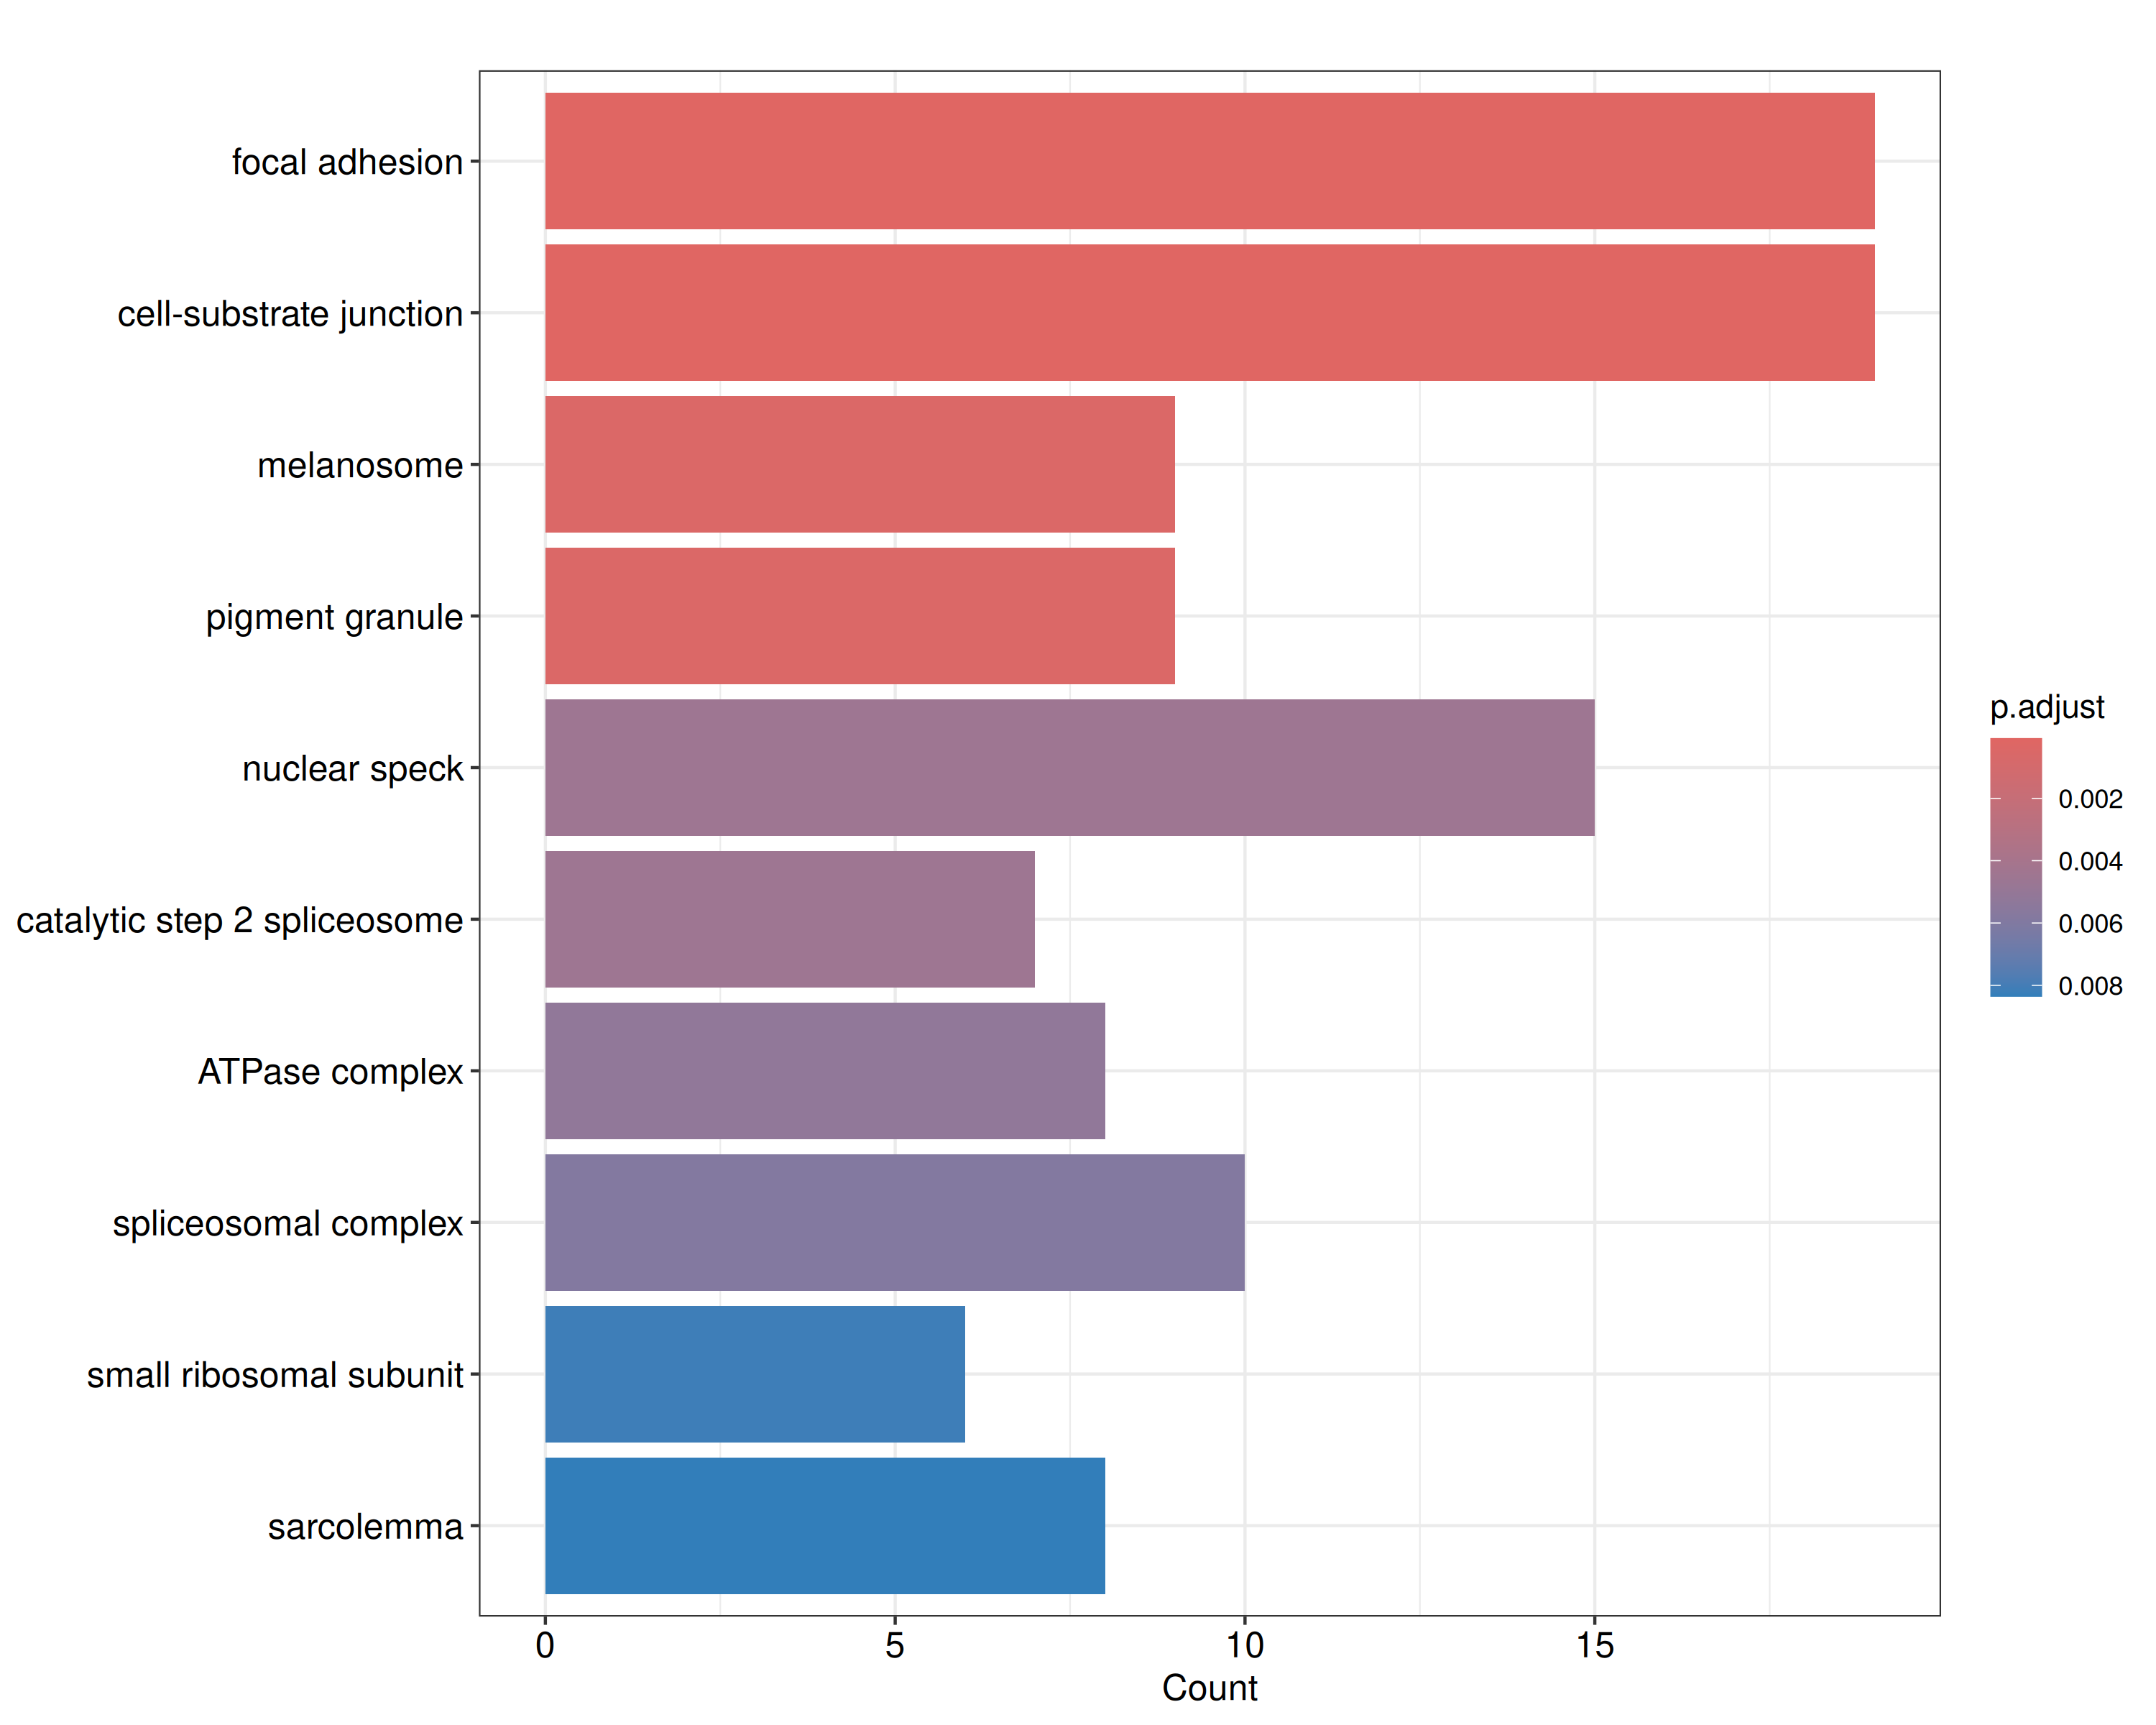 focal adhesion
cell-substrate junction
melanosome
pigment granule
nuclear speck
catalytic step 2 spliceosome
ATPase complex
spliceosomal complex
small ribosomal subunit
sarcolemma
0 5 10 15
Count
p.adjust
0.002
0.004
0.006
0.008